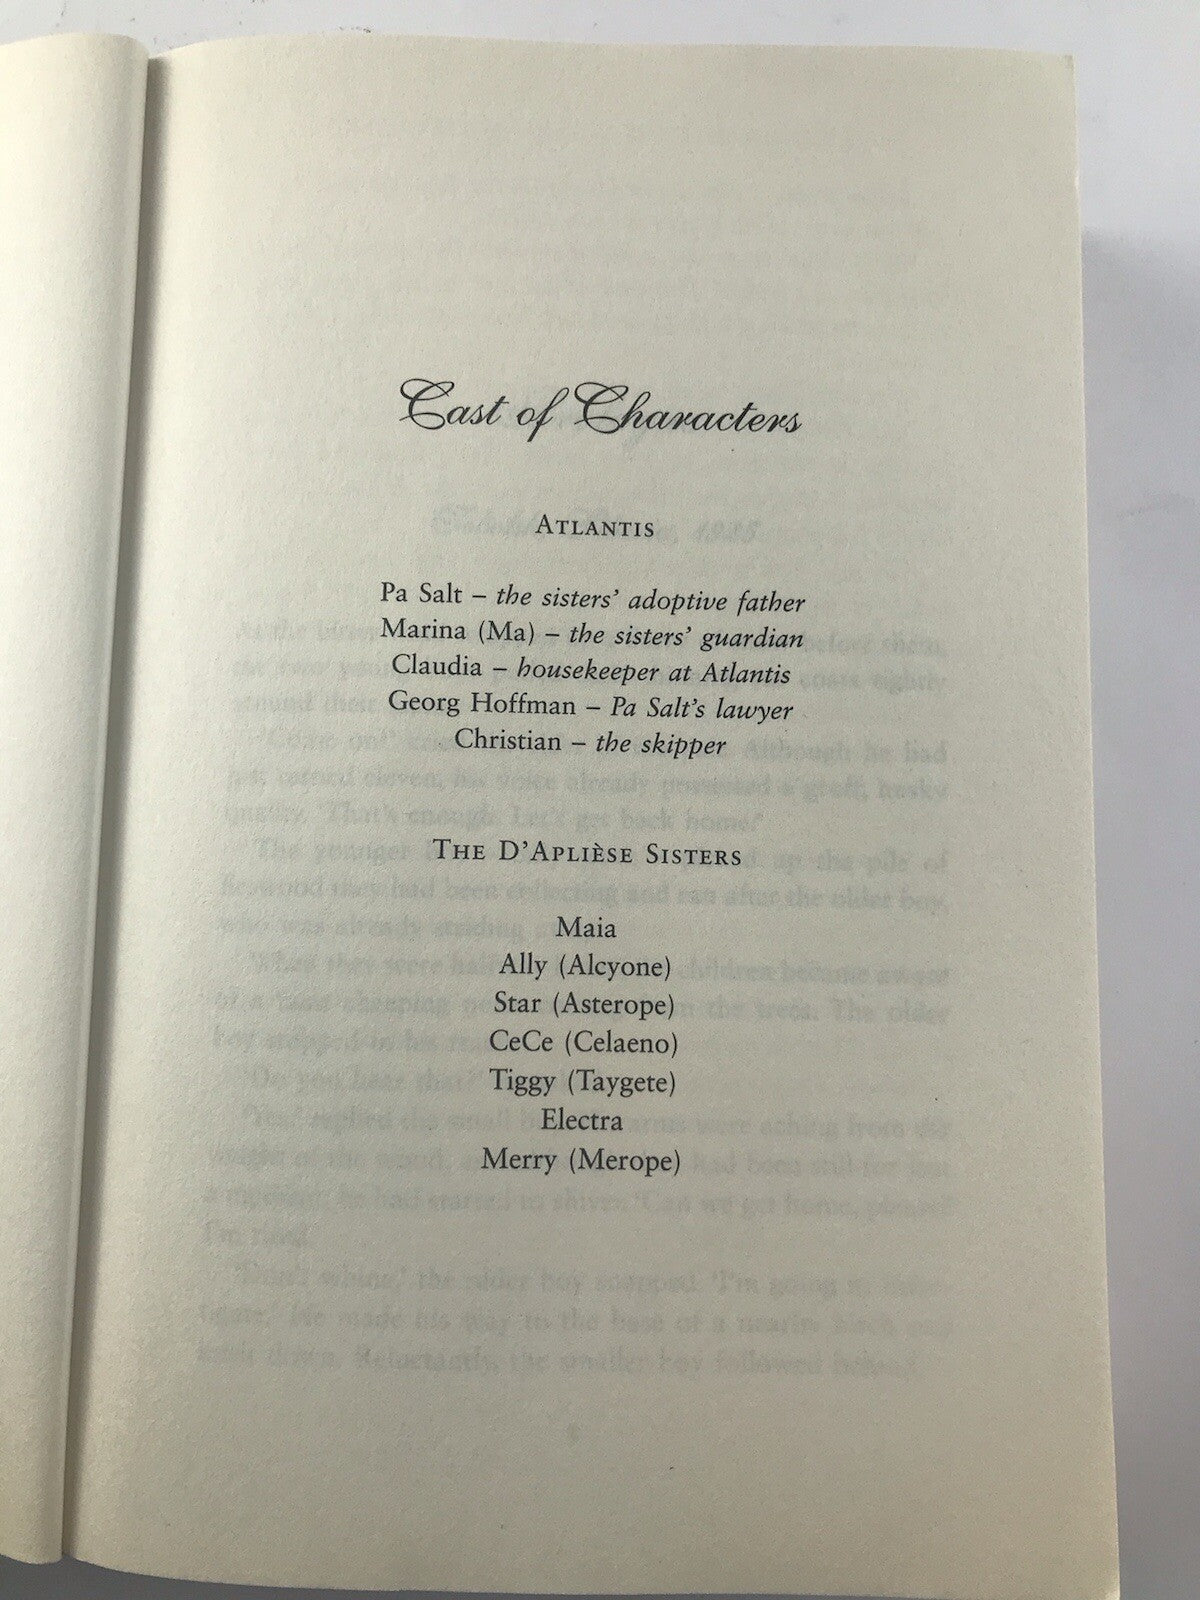 Cast of Characters
ATLANTIS
Pa Salt – the sisters' adoptive father
Marina (Ma) – the sisters' guardian
Claudia – housekeeper at Atlantis
Georg Hoffman – Pa Salt's lawyer
Christian – the skipper
THE D'APLIÈSE SISTERS
Maia
Ally (Alcyone)
Star (Asterope)
CeCe (Celaeno)
Tiggy (Taygete)
Electra
Merry (Merope)